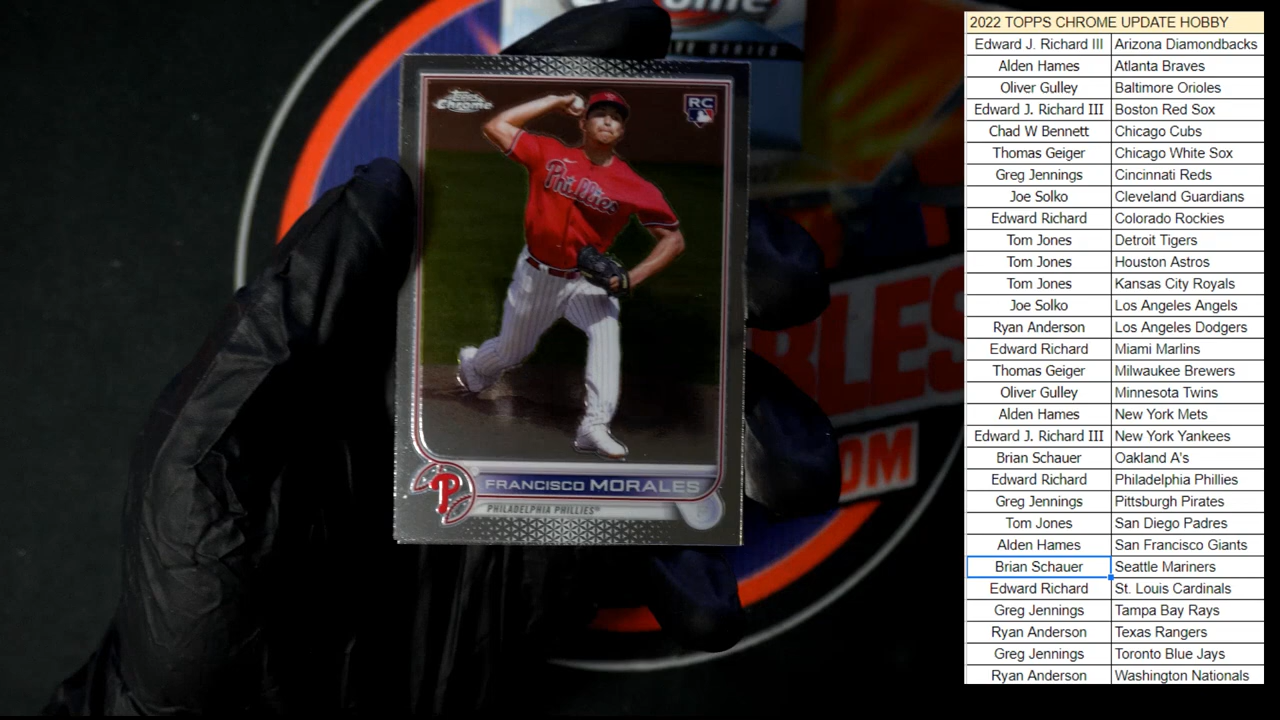 VE SERIES
Topps
Chrome
RC
Phillies
P
FRANCISCO MORALES
PHILADELPHIA PHILLIES®
BLES
OM
2022 TOPPS CHROME UPDATE HOBBY
Edward J. Richard III Arizona Diamondbacks
Alden Hames Atlanta Braves
Oliver Gulley Baltimore Orioles
Edward J. Richard III Boston Red Sox
Chad W Bennett Chicago Cubs
Thomas Geiger Chicago White Sox
Greg Jennings Cincinnati Reds
Joe Solko Cleveland Guardians
Edward Richard Colorado Rockies
Tom Jones Detroit Tigers
Tom Jones Houston Astros
Tom Jones Kansas City Royals
Joe Solko Los Angeles Angels
Ryan Anderson Los Angeles Dodgers
Edward Richard Miami Marlins
Thomas Geiger Milwaukee Brewers
Oliver Gulley Minnesota Twins
Alden Hames New York Mets
Edward J. Richard III New York Yankees
Brian Schauer Oakland A's
Edward Richard Philadelphia Phillies
Greg Jennings Pittsburgh Pirates
Tom Jones San Diego Padres
Alden Hames San Francisco Giants
Brian Schauer Seattle Mariners
Edward Richard St. Louis Cardinals
Greg Jennings Tampa Bay Rays
Ryan Anderson Texas Rangers
Greg Jennings Toronto Blue Jays
Ryan Anderson Washington Nationals